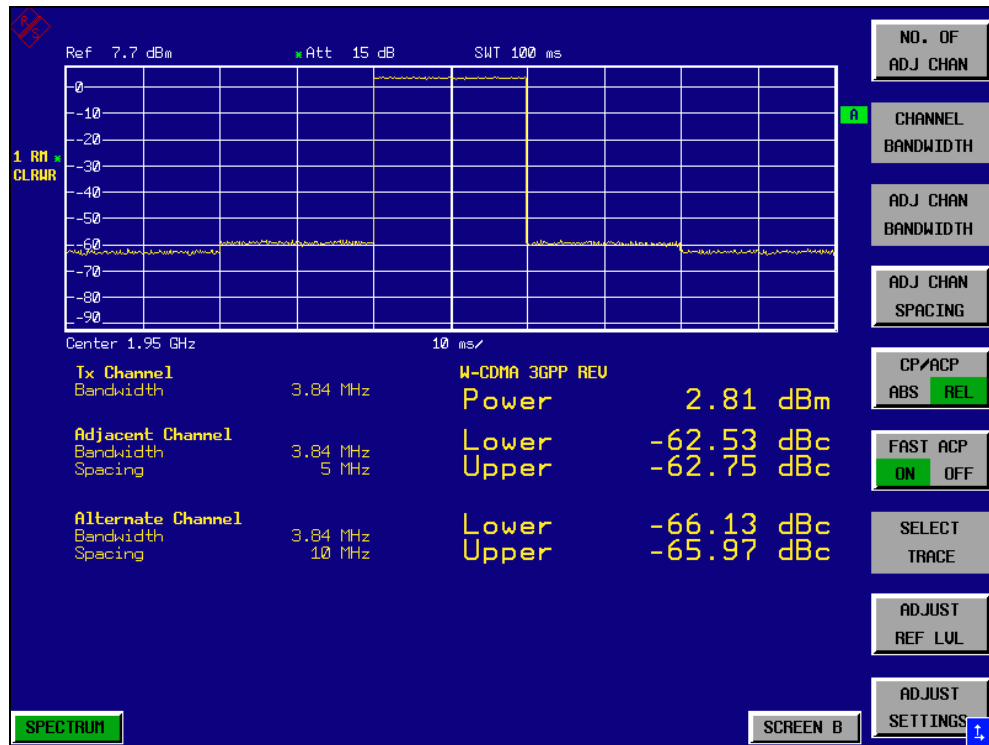 R S
Ref 7.7 dBm *Att 15 dB SWT 100 ms
0
-10
-20
-30
-40
-50
-60
-70
-80
-90
1 RM *
CLRWR
A
Center 1.95 GHz 10 ms/
Tx Channel
Bandwidth 3.84 MHz
W-CDMA 3GPP REV
Power 2.81 dBm
Adjacent Channel
Bandwidth 3.84 MHz
Spacing 5 MHz
Lower -62.53 dBc
Upper -62.75 dBc
Alternate Channel
Bandwidth 3.84 MHz
Spacing 10 MHz
Lower -66.13 dBc
Upper -65.97 dBc
NO. OF
ADJ CHAN
CHANNEL
BANDWIDTH
ADJ CHAN
BANDWIDTH
ADJ CHAN
SPACING
CP/ACP
ABS REL
FAST ACP
ON OFF
SELECT
TRACE
ADJUST
REF LVL
ADJUST
SETTINGS
SPECTRUM
SCREEN B